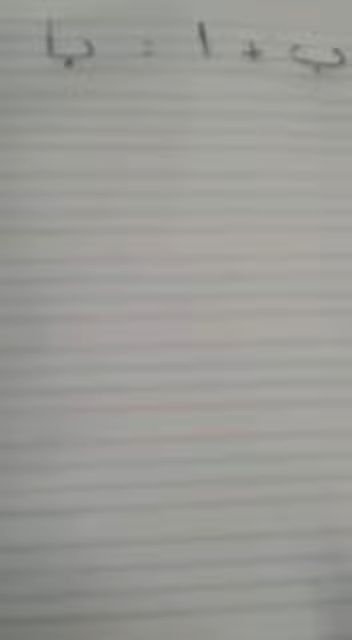 ب + ا = با